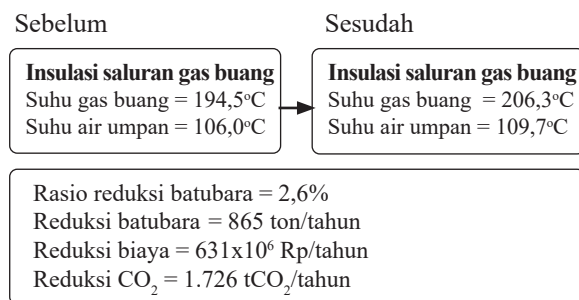 Sebelum
Sesudah
Insulasi saluran gas buang
Suhu gas buang = 194,5°C
Suhu air umpan = 106,0°C
Insulasi saluran gas buang
Suhu gas buang = 206,3°C
Suhu air umpan = 109,7°C
Rasio reduksi batubara = 2,6%
Reduksi batubara = 865 ton/tahun
Reduksi biaya = 631x10⁶ Rp/tahun
Reduksi CO₂ = 1.726 tCO₂/tahun